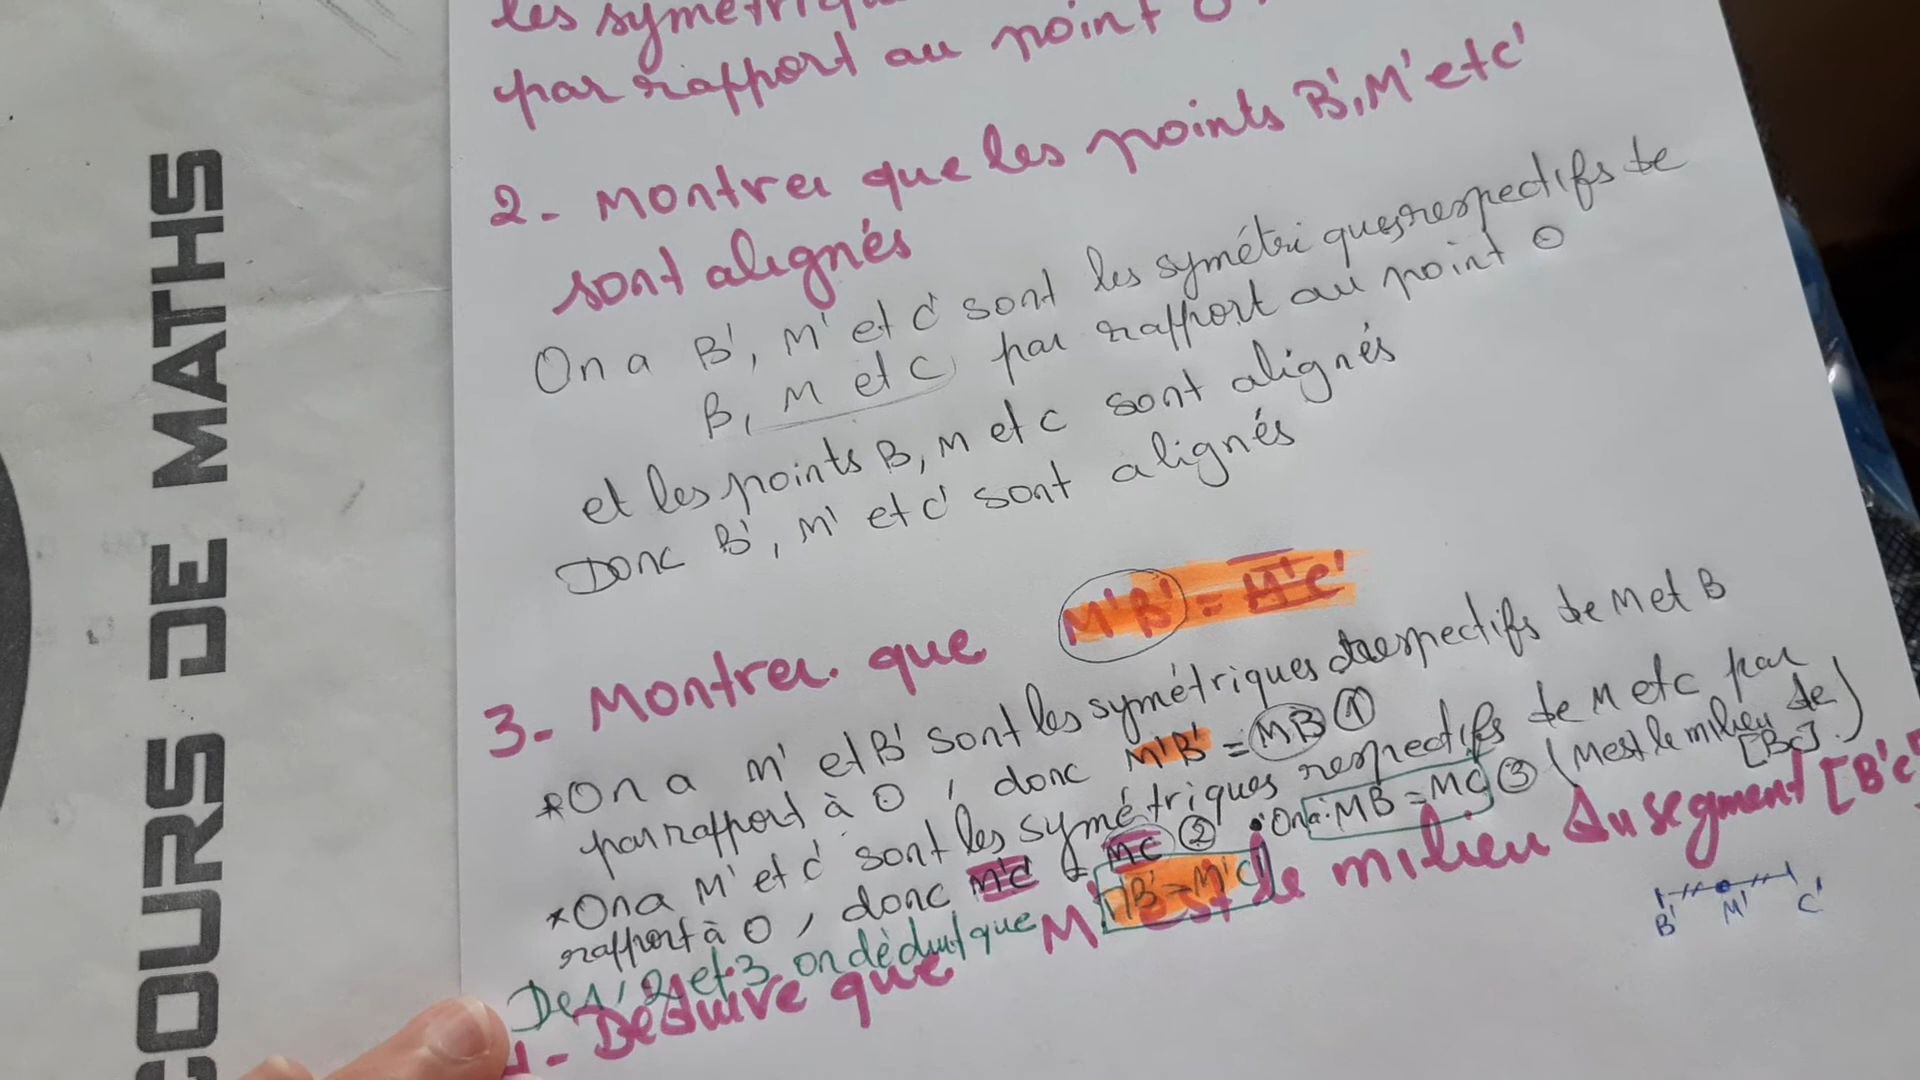 COURS DE MATHS
les symétriqu
par rapport au point O
2- Montrer que les points B', M' et C'
sont alignés
On a B', M' et C' sont les symétriques respectifs de
B, M et C par rapport au point O
et les points B, M et C sont alignés
Donc B', M' et C' sont alignés
3- Montrer que M'B' = M'C'
*On a M' et B' sont les symétriques respectifs de M et B
par rapport à O, donc M'B' = MB ①
*On a M' et C' sont les symétriques respectifs de M et C par
rapport à O, donc M'C' = MC ② • On a: MB = MC ③ (M est le milieu de [BC].)
De 1, 2 et 3 on déduit que M'B' = M'C'
4- Déduire que M' est le milieu du segment [B'C'
B' M' C'